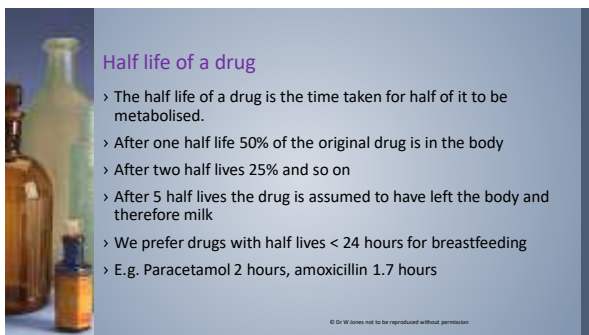 Half life of a drug
› The half life of a drug is the time taken for half of it to be
metabolised.
› After one half life 50% of the original drug is in the body
› After two half lives 25% and so on
› After 5 half lives the drug is assumed to have left the body and
therefore milk
› We prefer drugs with half lives < 24 hours for breastfeeding
› E.g. Paracetamol 2 hours, amoxicillin 1.7 hours
© Dr W Jones not to be reproduced without permission